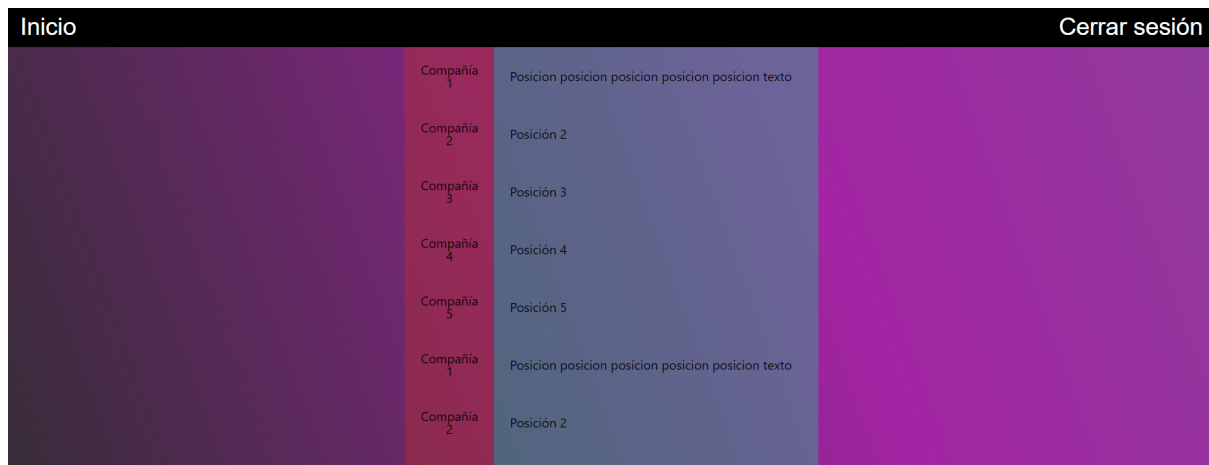 Inicio
Cerrar sesión
Compañía
1
Posicion posicion posicion posicion posicion texto
Compañía
2
Posición 2
Compañía
3
Posición 3
Compañía
4
Posición 4
Compañía
5
Posición 5
Compañía
1
Posicion posicion posicion posicion posicion texto
Compañía
2
Posición 2